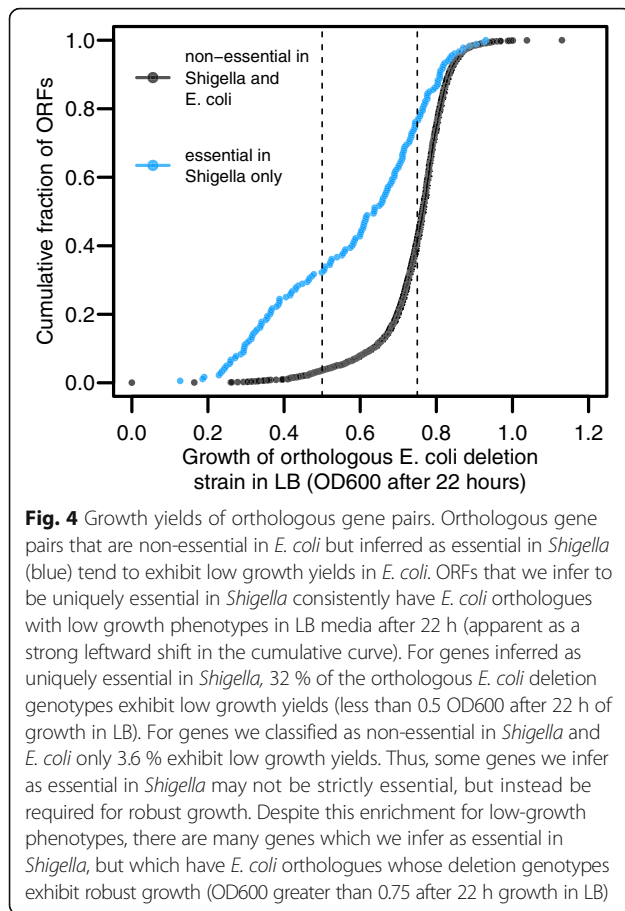 1.0
0.8
0.6
0.4
0.2
0.0
Cumulative fraction of ORFs
non−essential in
Shigella and
E. coli
essential in
Shigella only
0.0 0.2 0.4 0.6 0.8 1.0 1.2
Growth of orthologous E. coli deletion
strain in LB (OD600 after 22 hours)
Fig. 4 Growth yields of orthologous gene pairs. Orthologous gene
pairs that are non-essential in E. coli but inferred as essential in Shigella
(blue) tend to exhibit low growth yields in E. coli. ORFs that we infer to
be uniquely essential in Shigella consistently have E. coli orthologues
with low growth phenotypes in LB media after 22 h (apparent as a
strong leftward shift in the cumulative curve). For genes inferred as
uniquely essential in Shigella, 32 % of the orthologous E. coli deletion
genotypes exhibit low growth yields (less than 0.5 OD600 after 22 h of
growth in LB). For genes we classified as non-essential in Shigella and
E. coli only 3.6 % exhibit low growth yields. Thus, some genes we infer
as essential in Shigella may not be strictly essential, but instead be
required for robust growth. Despite this enrichment for low-growth
phenotypes, there are many genes which we infer as essential in
Shigella, but which have E. coli orthologues whose deletion genotypes
exhibit robust growth (OD600 greater than 0.75 after 22 h growth in LB)